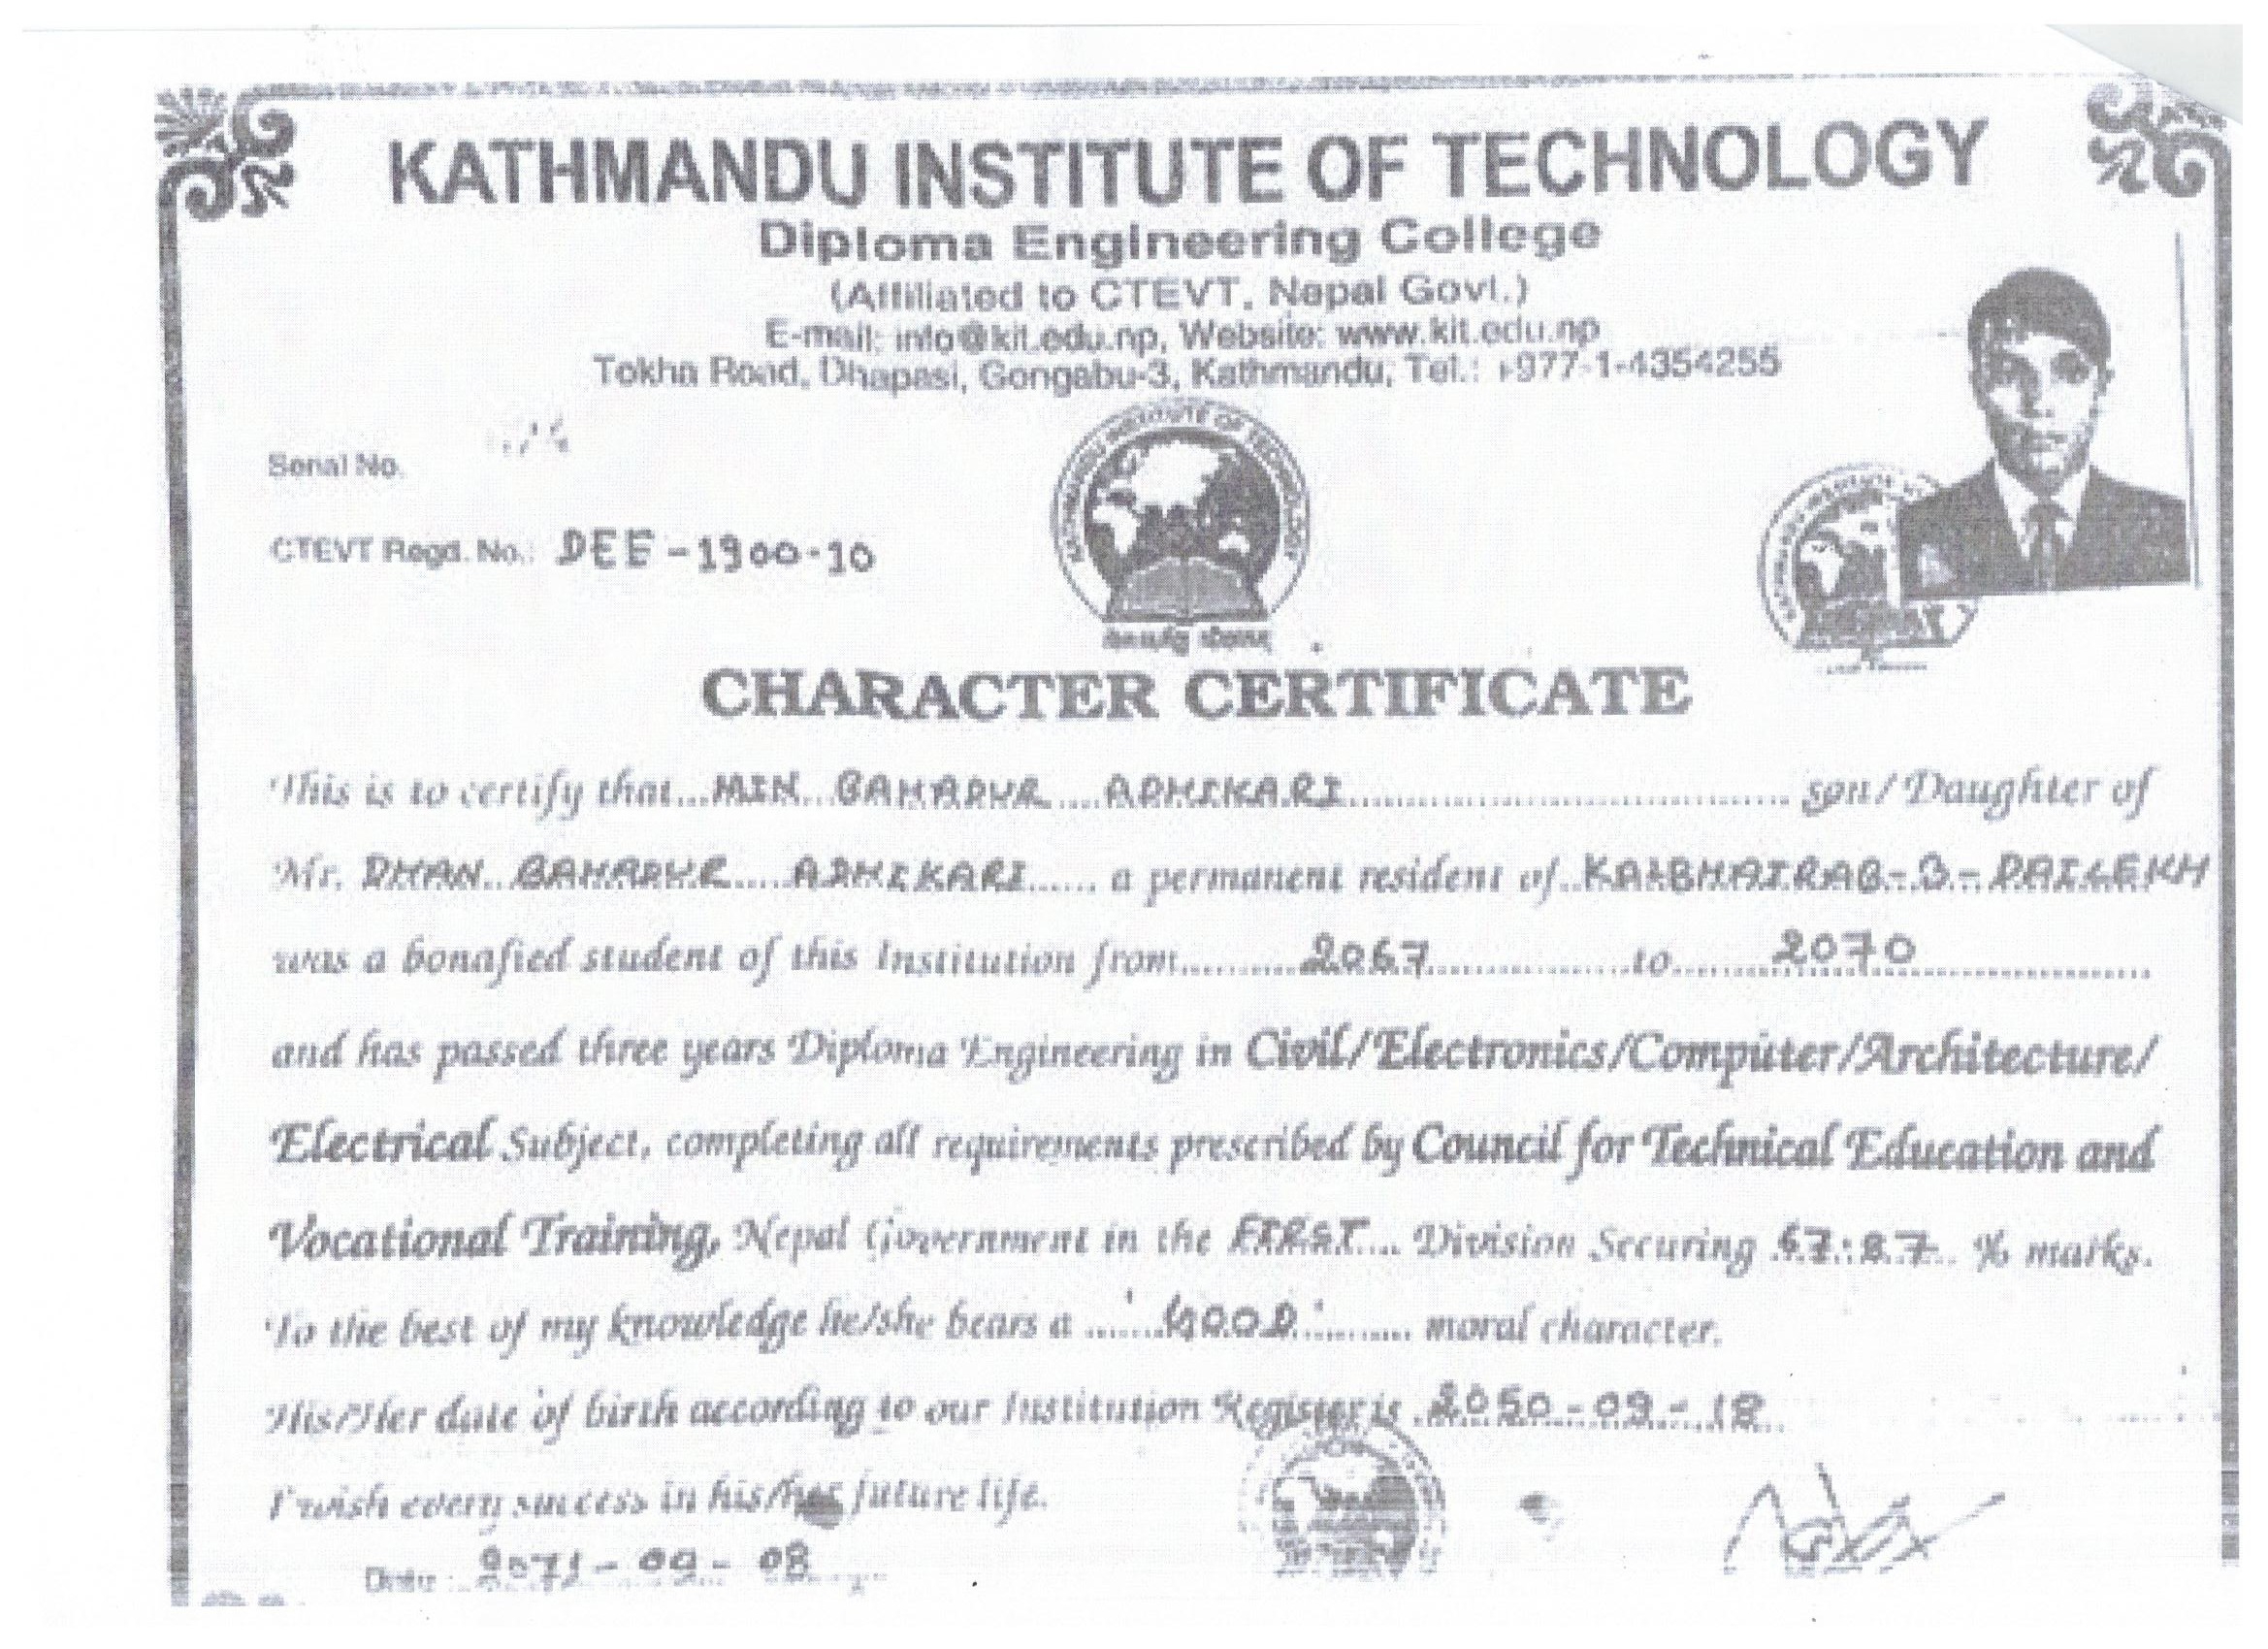 KATHMANDU INSTITUTE OF TECHNOLOGY
Diploma Engineering College
(Affiliated to CTEVT, Nepal Govt.)
E-mail: info@kit.edu.np, Website: www.kit.edu.np
Tokha Road, Dhapasi, Gongabu-3, Kathmandu, Tel.: +977-1-4354255
KATHMANDU INSTITUTE OF TECHNOLOGY
Serial No.
CTEVT Regd. No.: DEE-1900-10
CHARACTER CERTIFICATE
This is to certify that MIN BAHADUR ADHIKARI son/Daughter of
Mr. DHAN BAHADUR ADHIKARI a permanent resident of KALBHAIRAB-3-DAILEKH
was a bonafied student of this Institution from 2067 to 2070
and has passed three years Diploma Engineering in Civil/Electronics/Computer/Architecture/
Electrical Subject, completing all requirements prescribed by Council for Technical Education and
Vocational Training, Nepal Government in the FIRST Division Securing % marks.
To the best of my knowledge he/she bears a 'GOOD' moral character.
His/Her date of birth according to our Institution Register is 2050-09-18
I wish every success in his/her future life.
Date: 2071-09-08